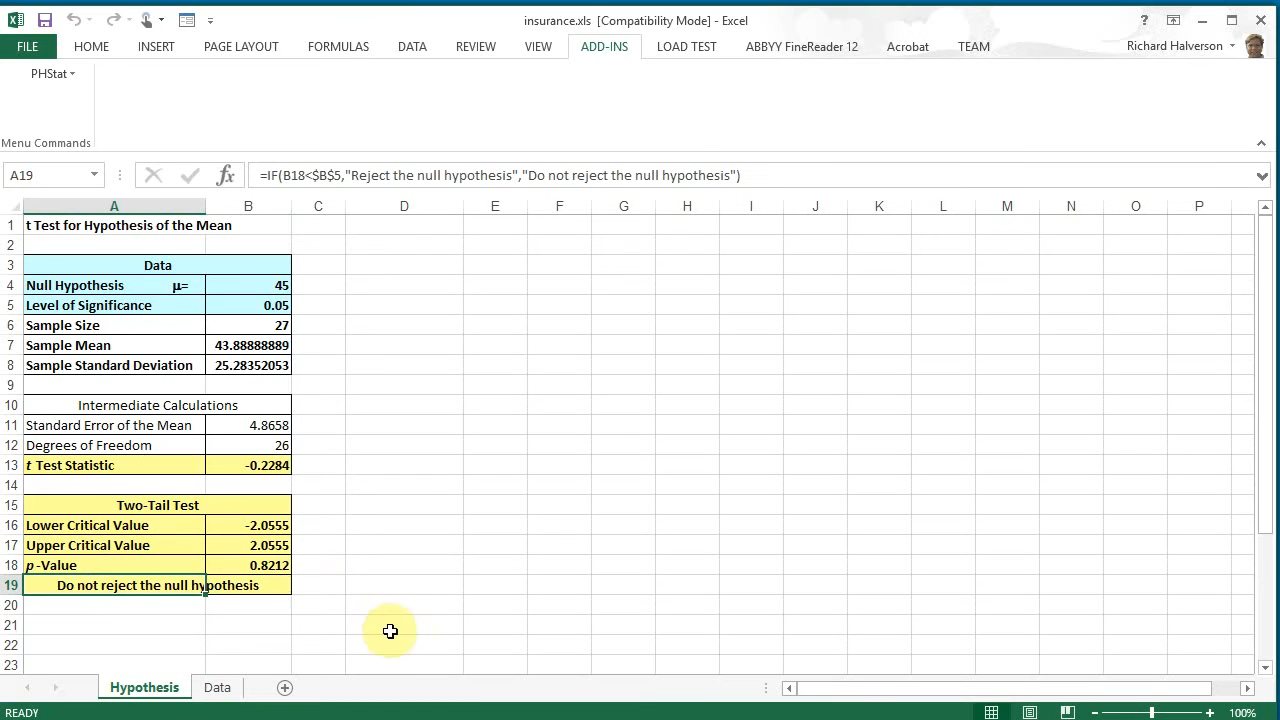 insurance.xls [Compatibility Mode] - Excel
FILE HOME INSERT PAGE LAYOUT FORMULAS DATA REVIEW VIEW ADD-INS LOAD TEST ABBYY FineReader 12 Acrobat TEAM Richard Halverson
PHStat
Menu Commands
A19 fx =IF(B18<$B$5,"Reject the null hypothesis","Do not reject the null hypothesis")
A B C D E F G H I J K L M N O P
1 t Test for Hypothesis of the Mean
2
3 Data
4 Null Hypothesis μ= 45
5 Level of Significance 0.05
6 Sample Size 27
7 Sample Mean 43.88888889
8 Sample Standard Deviation 25.28352053
9
10 Intermediate Calculations
11 Standard Error of the Mean 4.8658
12 Degrees of Freedom 26
13 t Test Statistic -0.2284
14
15 Two-Tail Test
16 Lower Critical Value -2.0555
17 Upper Critical Value 2.0555
18 p-Value 0.8212
19 Do not reject the null hypothesis
20
21
22
23
Hypothesis Data
READY 100%